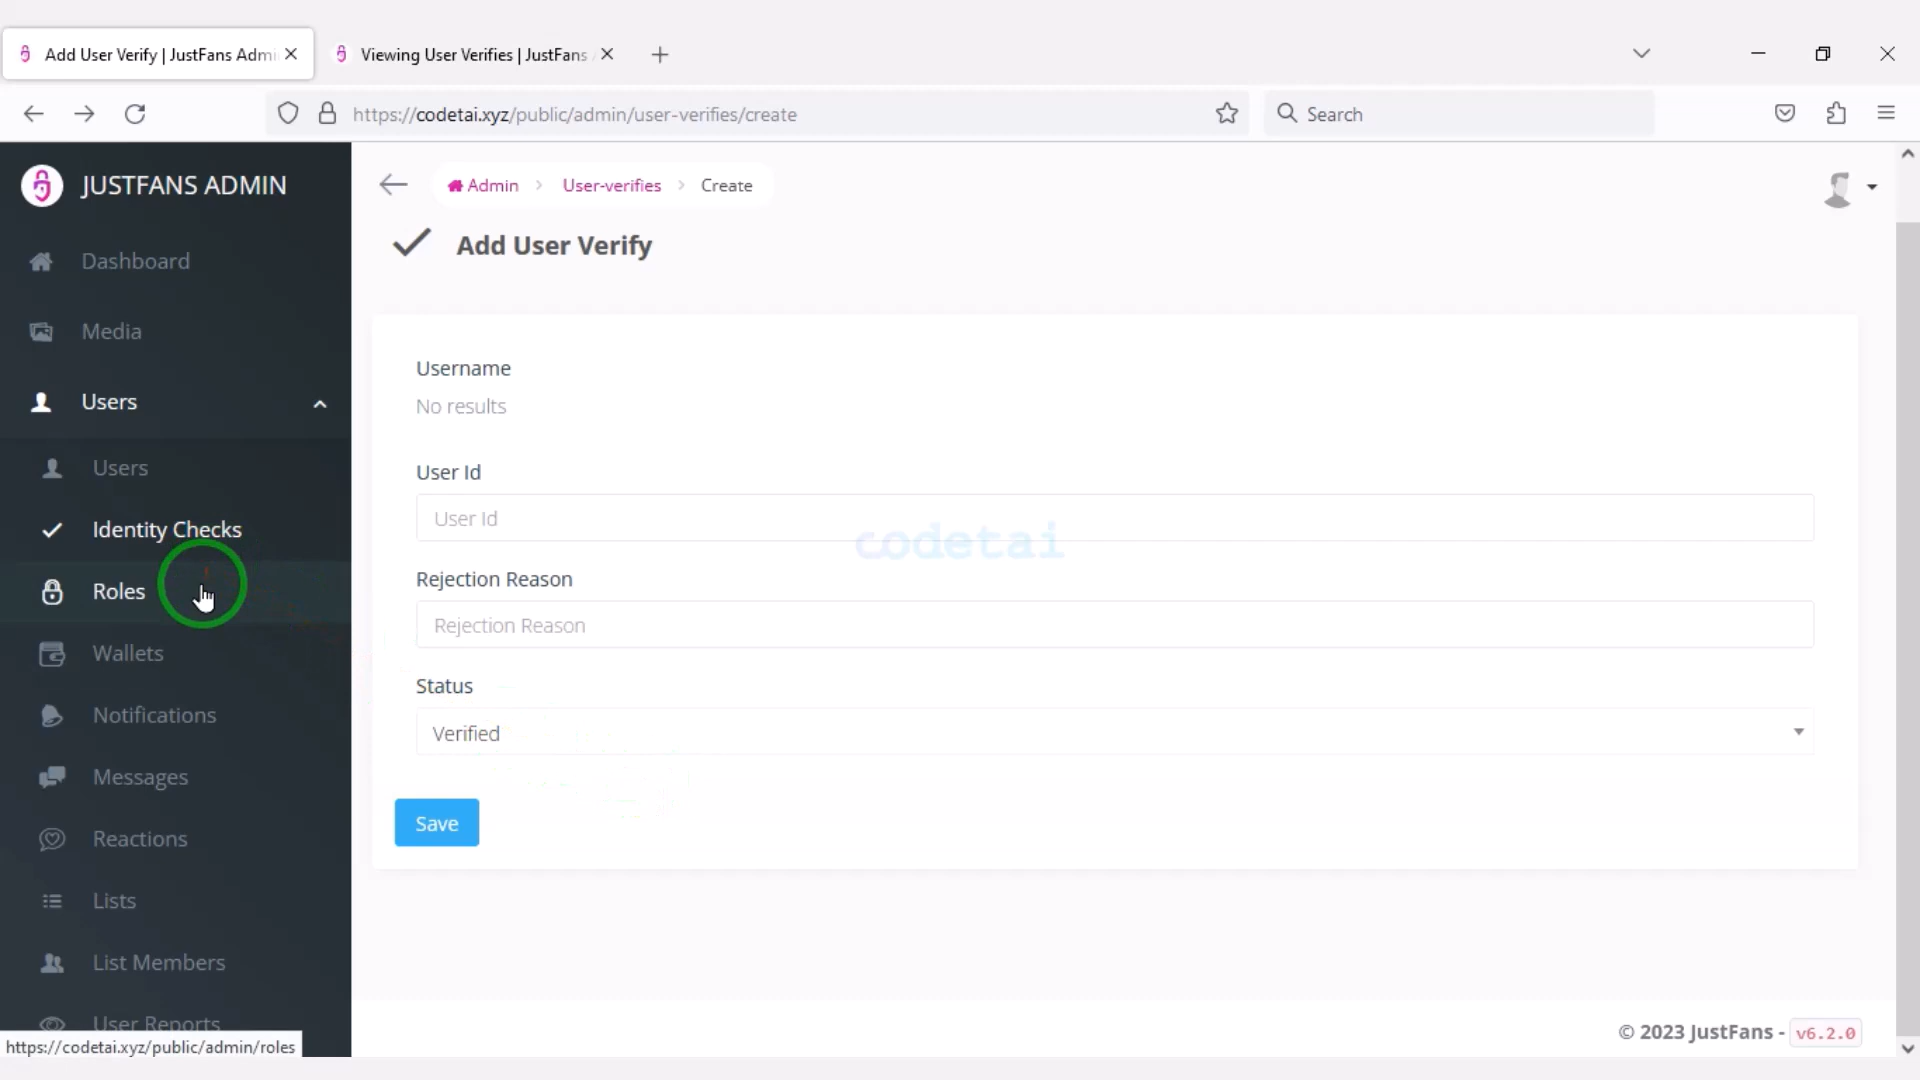 Add User Verify | JustFans Admi
Viewing User Verifies | JustFans
https://codetai.xyz/public/admin/user-verifies/create
Search
JUSTFANS ADMIN
Admin
User-verifies
Create
Add User Verify
Dashboard
Media
Users
Users
Identity Checks
Roles
Wallets
Notifications
Messages
Reactions
Lists
List Members
User Reports
Username
No results
User Id
User Id
codetai
Rejection Reason
Rejection Reason
Status
Verified
Save
© 2023 JustFans - v6.2.0
https://codetai.xyz/public/admin/roles